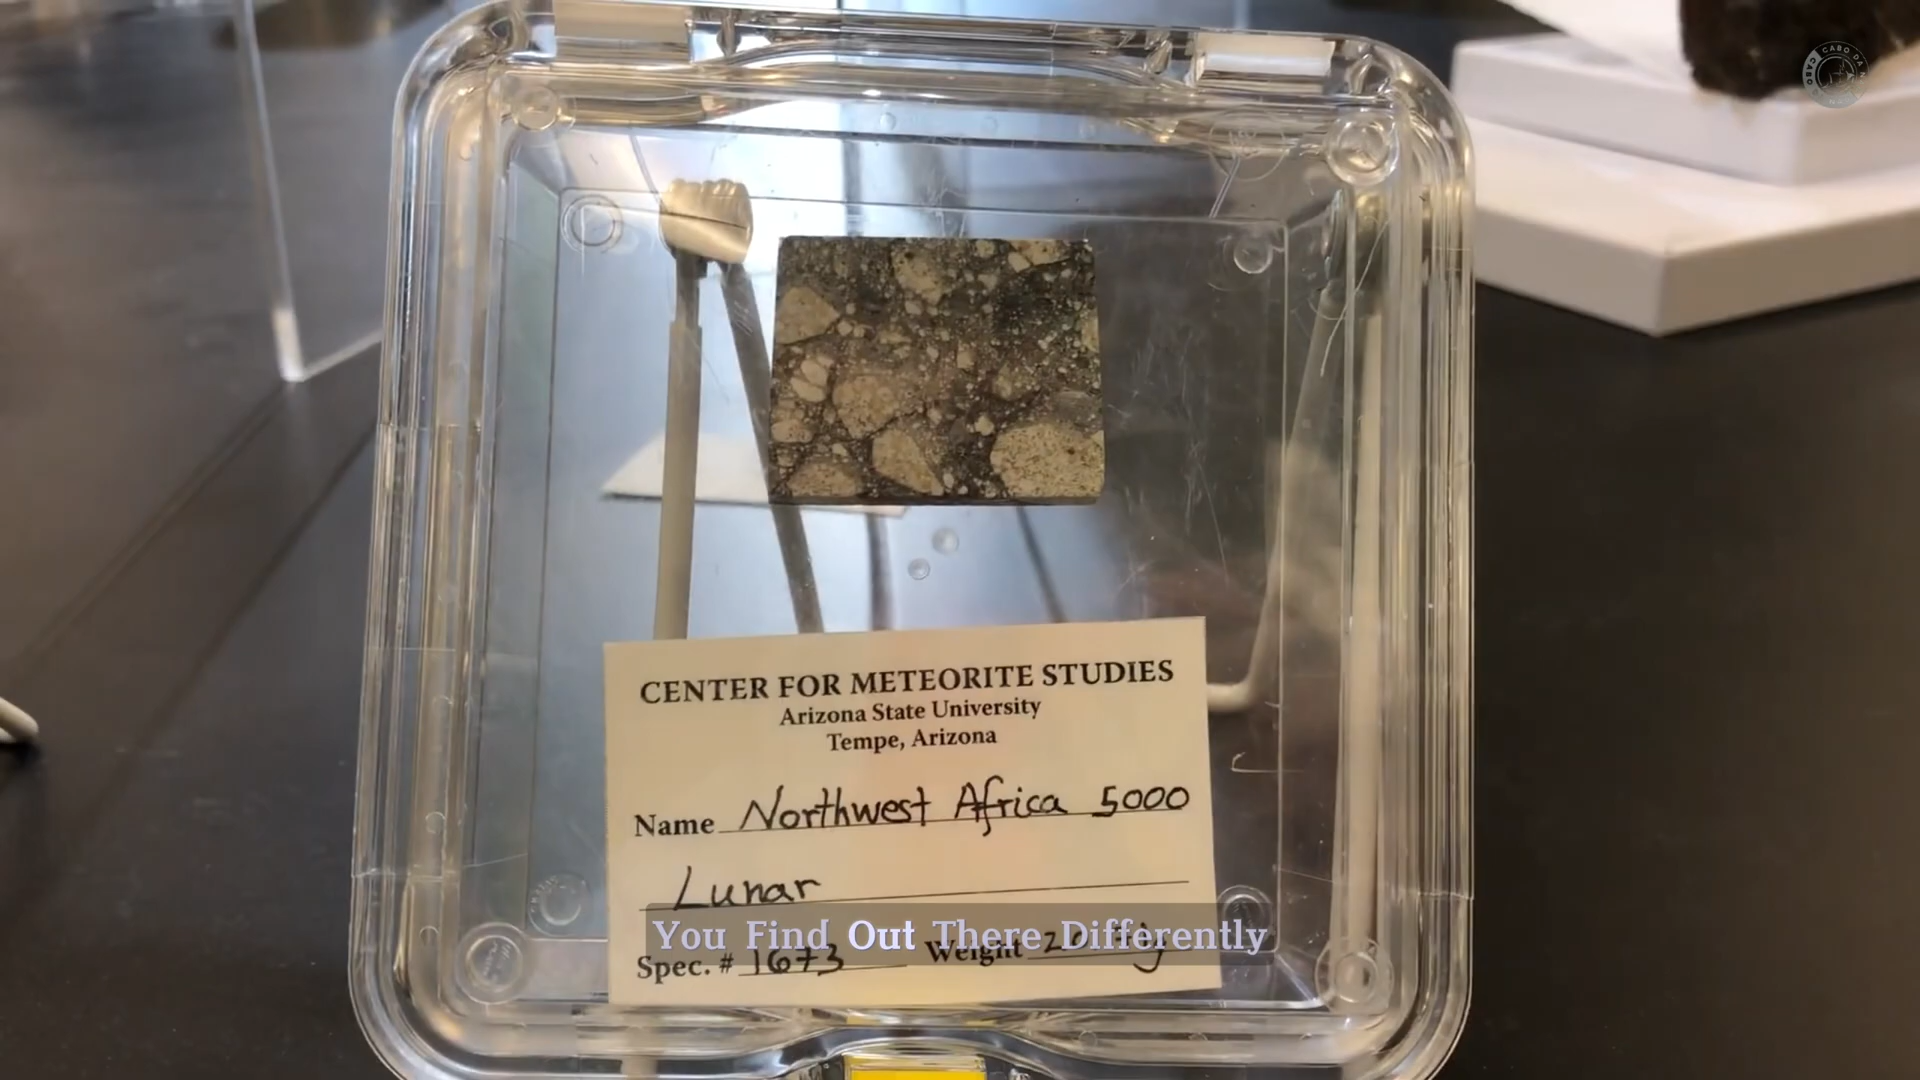 CENTER FOR METEORITE STUDIES
Arizona State University
Tempe, Arizona
Name Northwest Africa 5000
Lunar
You Find Out There Differently
Spec. # 1673 Weight